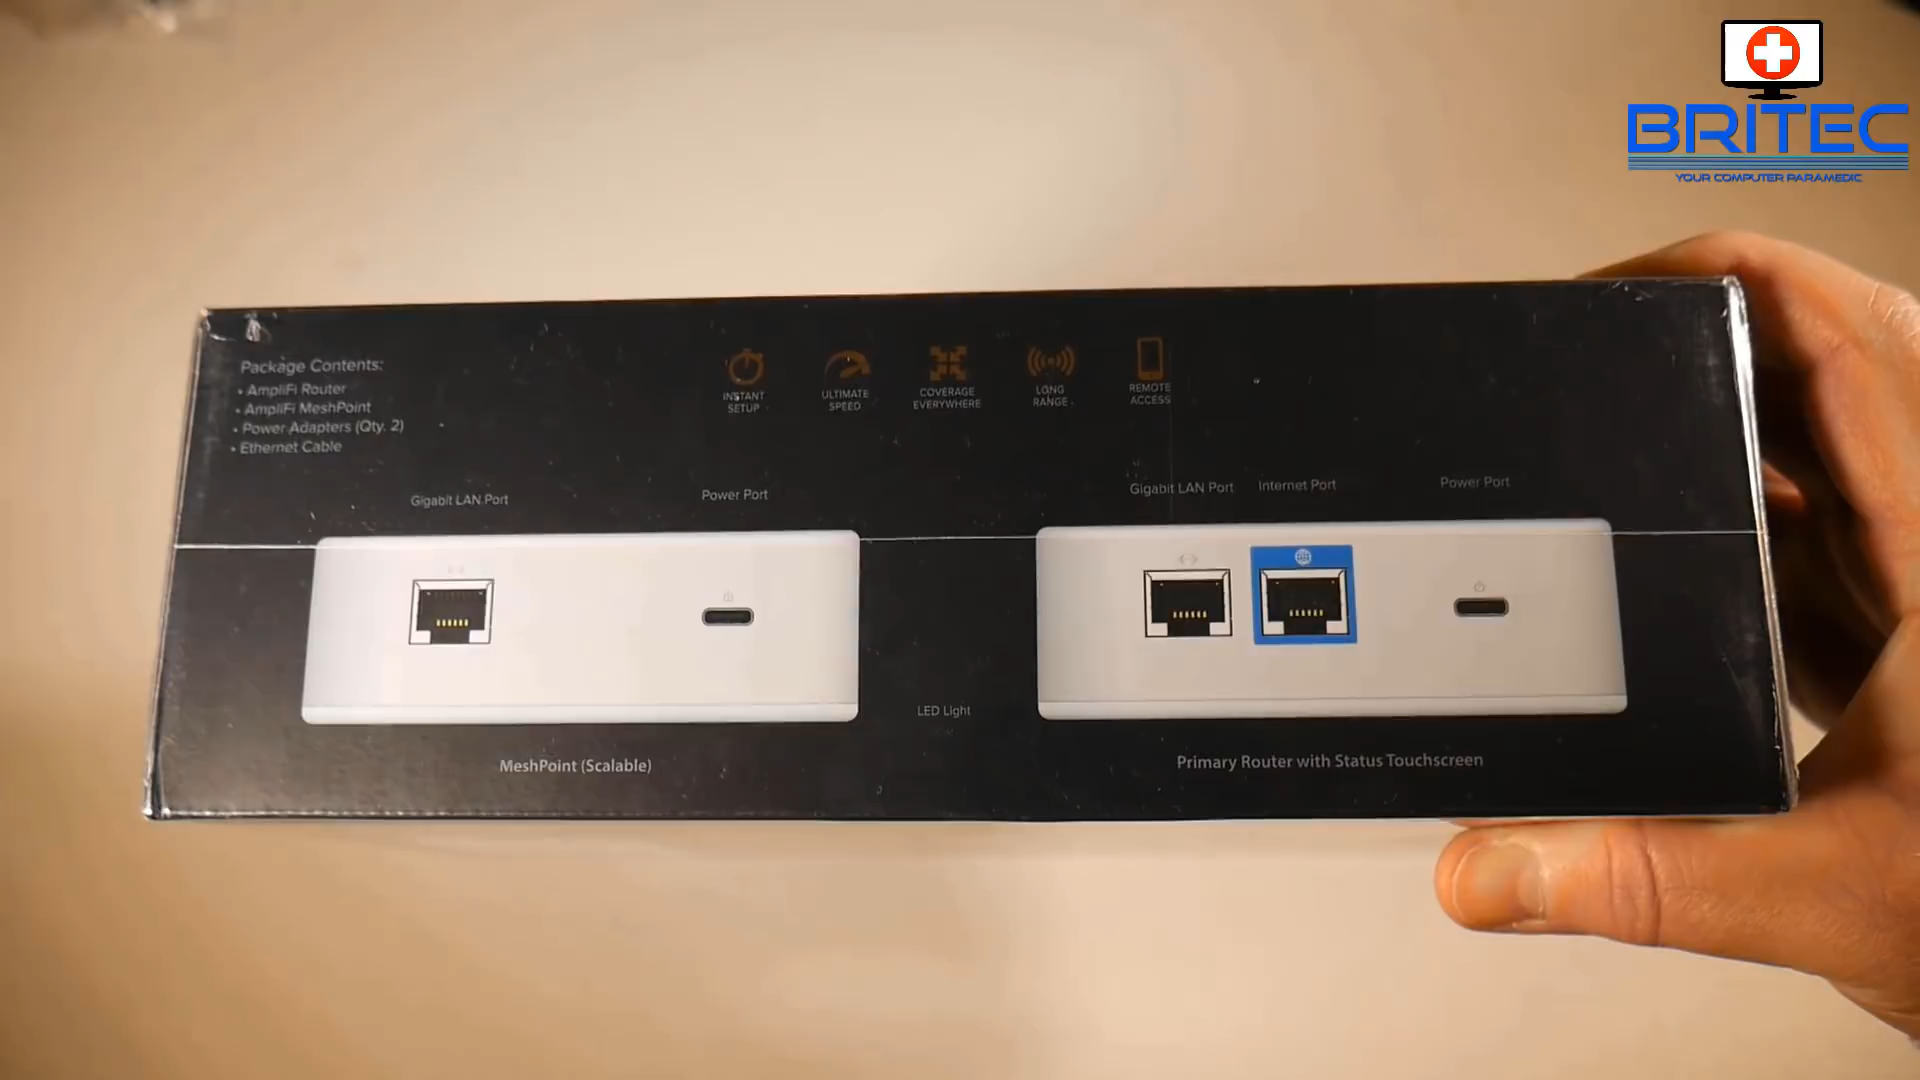 BRITEC
YOUR COMPUTER PARAMEDIC
Package Contents:
• AmpliFi Router
• AmpliFi MeshPoint
• Power Adapters (Qty. 2)
• Ethernet Cable
INSTANT
SETUP
ULTIMATE
SPEED
COVERAGE
EVERYWHERE
LONG
RANGE
REMOTE
ACCESS
Gigabit LAN Port
Power Port
Gigabit LAN Port
Internet Port
Power Port
LED Light
MeshPoint (Scalable)
Primary Router with Status Touchscreen